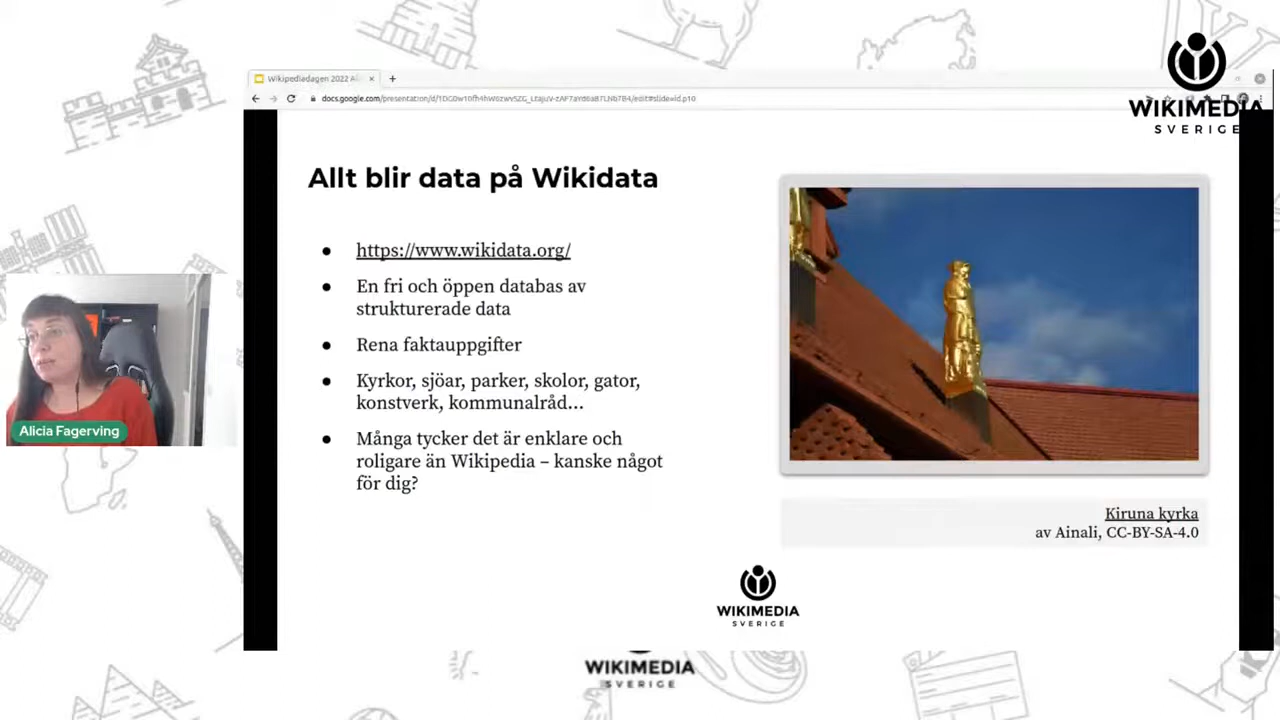 Wikipediadagen 2022
WIKIMEDIA
SVERIGE
Allt blir data på Wikidata
https://www.wikidata.org/
En fri och öppen databas av
strukturerade data
Rena faktauppgifter
Kyrkor, sjöar, parker, skolor, gator,
konstverk, kommunalråd...
Många tycker det är enklare och
roligare än Wikipedia – kanske något
för dig?
Alicia Fagerving
Kiruna kyrka
av Ainali, CC-BY-SA-4.0
WIKIMEDIA
SVERIGE
WIKIMEDIA
SVERIGE